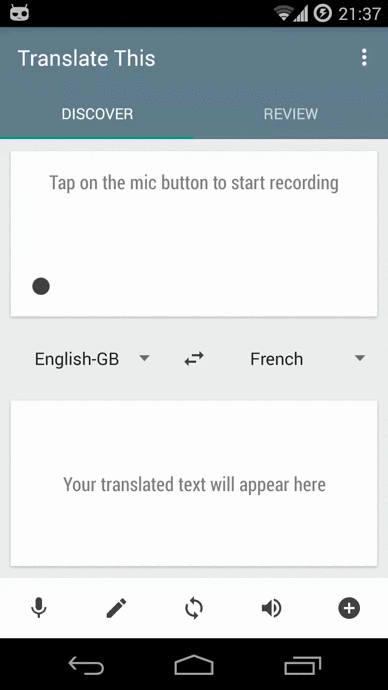 21:37
Translate This
DISCOVER
REVIEW
Tap on the mic button to start recording
English-GB
French
Your translated text will appear here